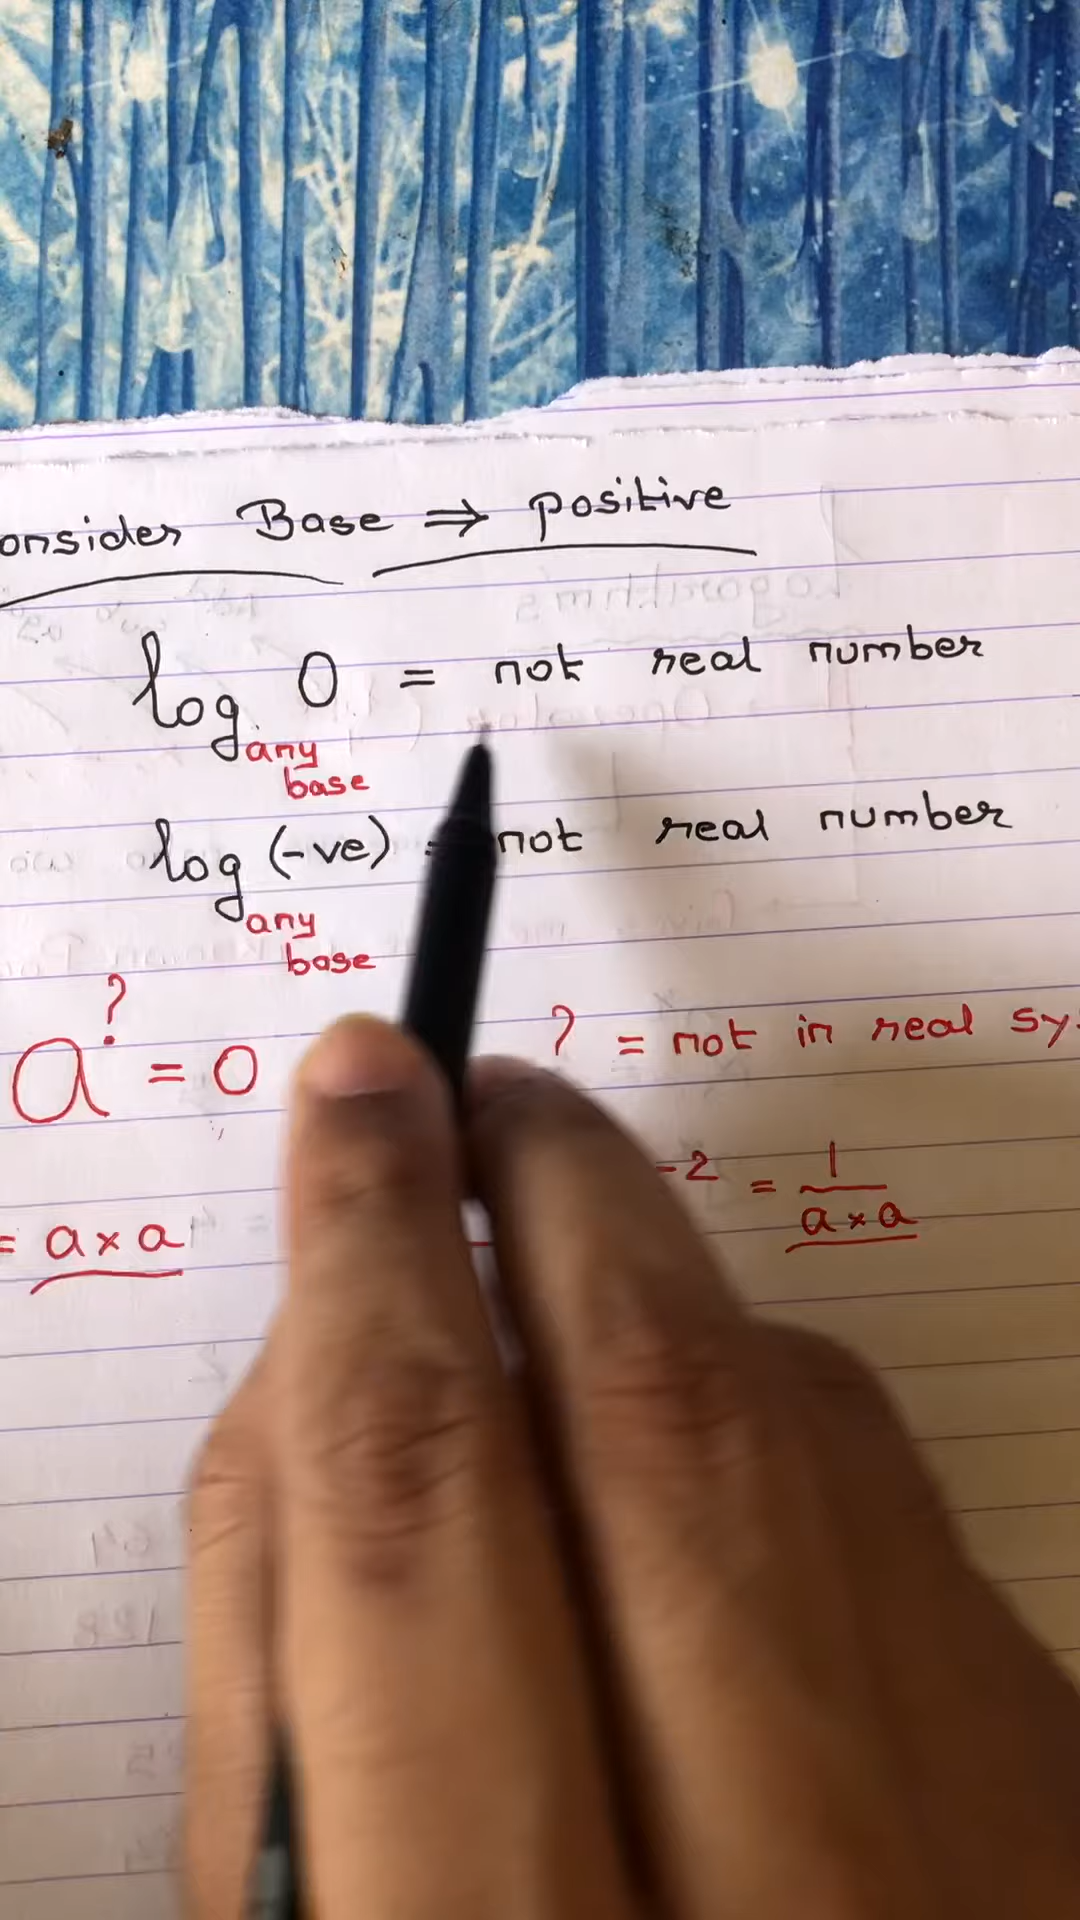 onsider Base ⇒ positive
log 0 = not real number
any
base
log (-ve) = not real number
any
base
a^? = 0 ? = not in real sy
= a × a -2 = 1/(a × a)